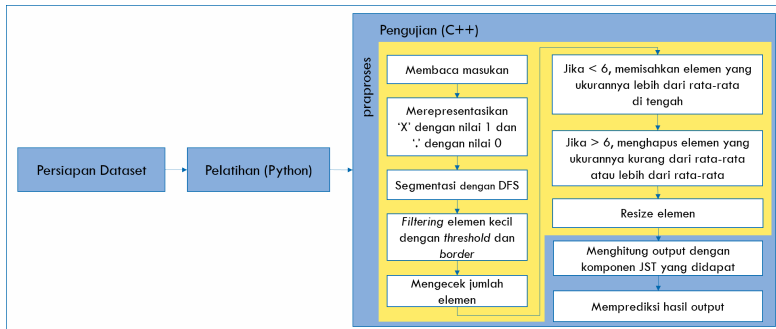 Persiapan Dataset
Pelatihan (Python)
Pengujian (C++)
praproses
Membaca masukan
Merepresentasikan
'X' dengan nilai 1 dan
'.' dengan nilai 0
Segmentasi dengan DFS
Filtering elemen kecil
dengan threshold dan
border
Mengecek jumlah
elemen
Jika < 6, memisahkan elemen yang
ukurannya lebih dari rata-rata
di tengah
Jika > 6, menghapus elemen yang
ukurannya kurang dari rata-rata
atau lebih dari rata-rata
Resize elemen
Menghitung output dengan
komponen JST yang didapat
Memprediksi hasil output